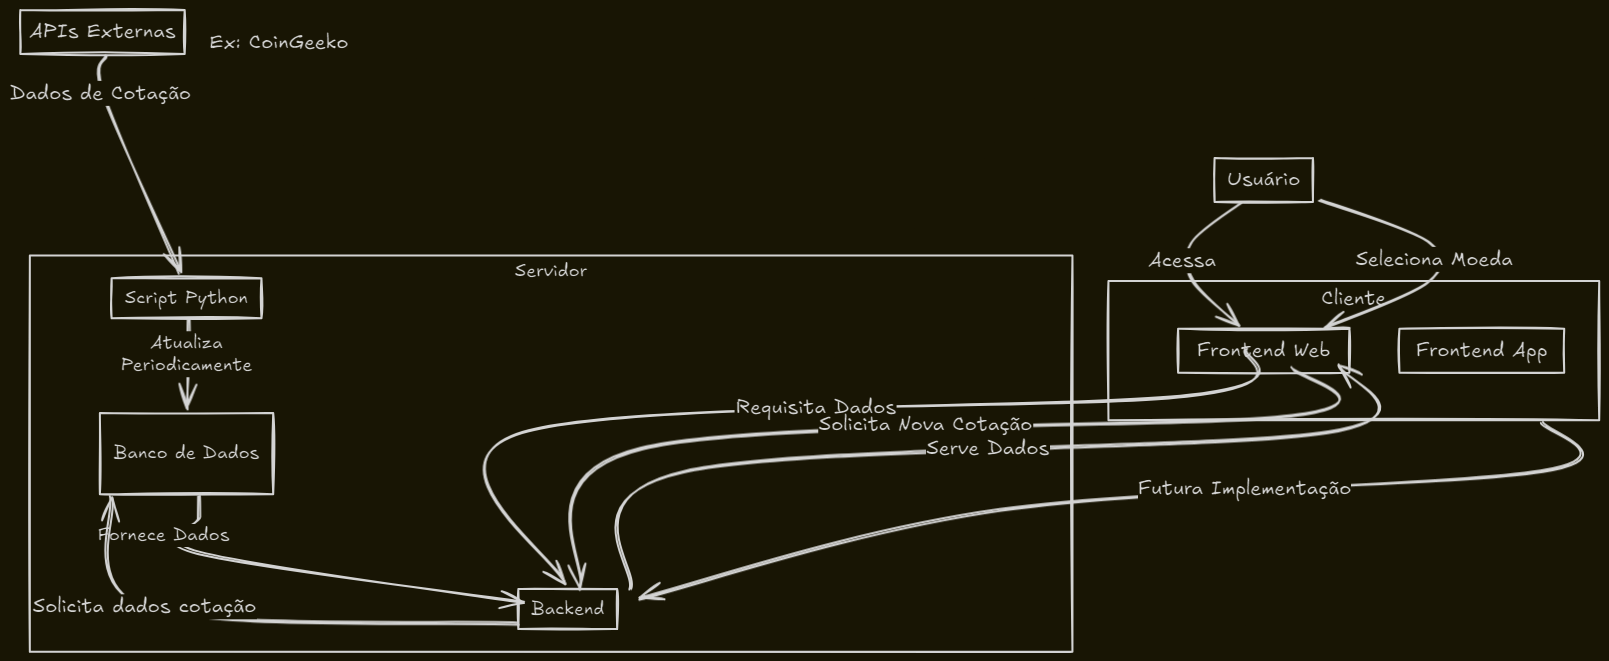 APIs Externas
Ex: CoinGeeko
Dados de Cotação
Usuário
Acessa
Seleciona Moeda
Servidor
Cliente
Script Python
Atualiza
Periodicamente
Frontend Web
Frontend App
Requisita Dados
Solicita Nova Cotação
Serve Dados
Banco de Dados
Futura Implementação
Fornece Dados
Solicita dados cotação
Backend